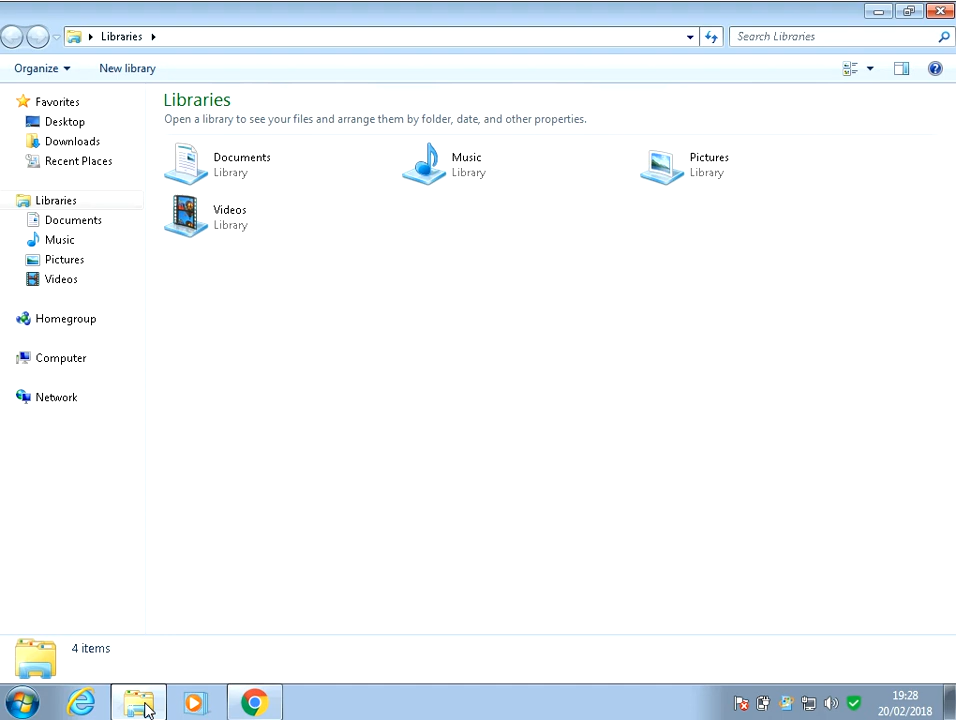 Libraries
Search Libraries
Organize
New library
Favorites
Desktop
Downloads
Recent Places
Libraries
Documents
Music
Pictures
Videos
Homegroup
Computer
Network
Libraries
Open a library to see your files and arrange them by folder, date, and other properties.
Documents
Library
Music
Library
Pictures
Library
Videos
Library
4 items
19:28
20/02/2018